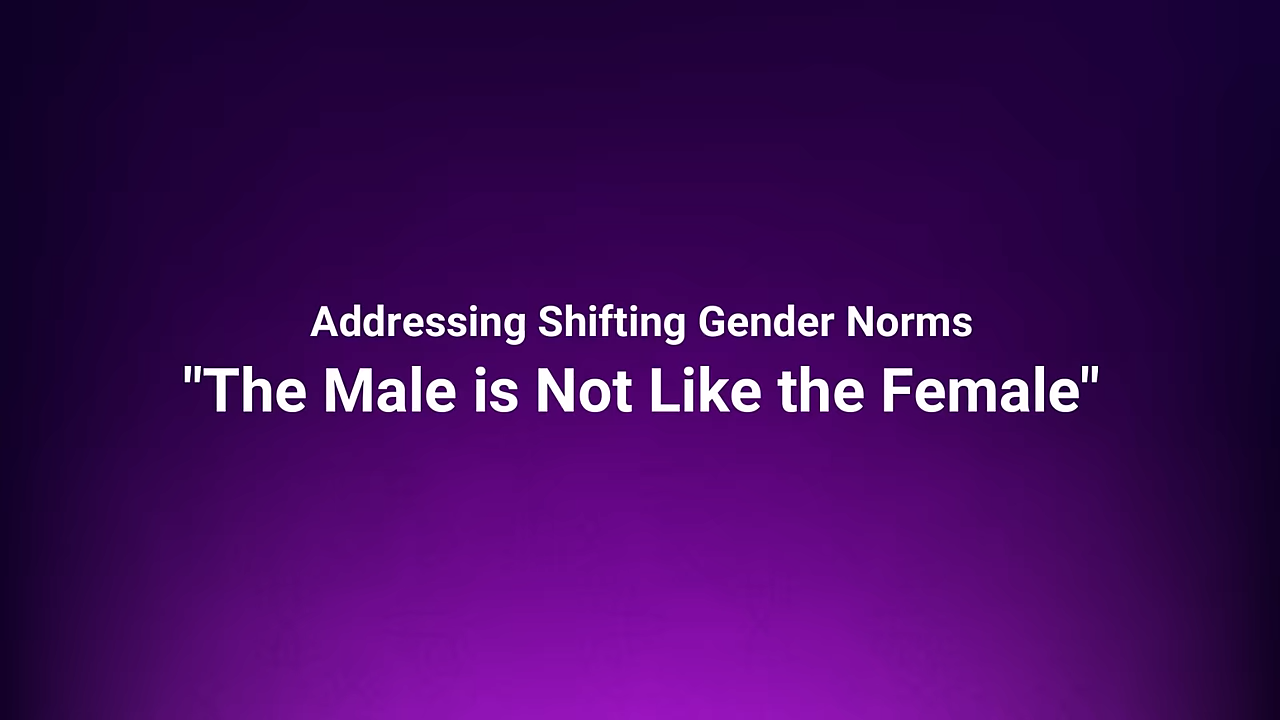 Addressing Shifting Gender Norms
"The Male is Not Like the Female"